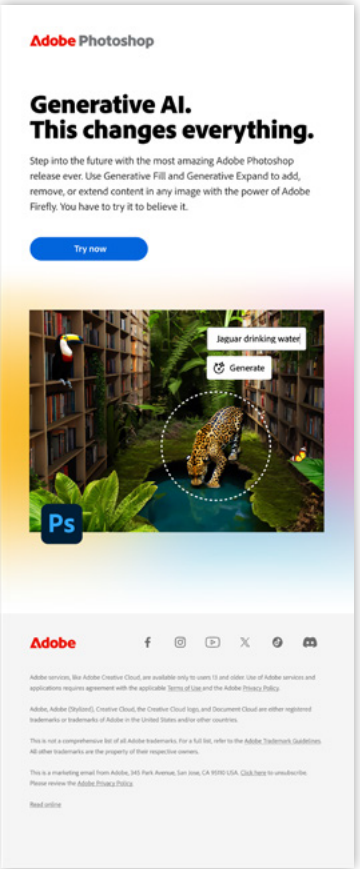 Adobe Photoshop
Generative AI.
This changes everything.
Step into the future with the most amazing Adobe Photoshop
release ever. Use Generative Fill and Generative Expand to add,
remove, or extend content in any image with the power of Adobe
Firefly. You have to try it to believe it.
Try now
Jaguar drinking water
Generate
Ps
Adobe
Adobe services, like Adobe Creative Cloud, are available only to users 13 and older. Use of Adobe services and
applications requires agreement with the applicable Terms of Use and the Adobe Privacy Policy.
Adobe, Adobe (Stylized), Creative Cloud, the Creative Cloud logo, and Document Cloud are either registered
trademarks or trademarks of Adobe in the United States and/or other countries.
This is not a comprehensive list of all Adobe trademarks. For a full list, refer to the Adobe Trademark Guidelines.
All other trademarks are the property of their respective owners.
This is a marketing email from Adobe, 345 Park Avenue, San Jose, CA 95110 USA. Click here to unsubscribe.
Please review the Adobe Privacy Policy.
Read online